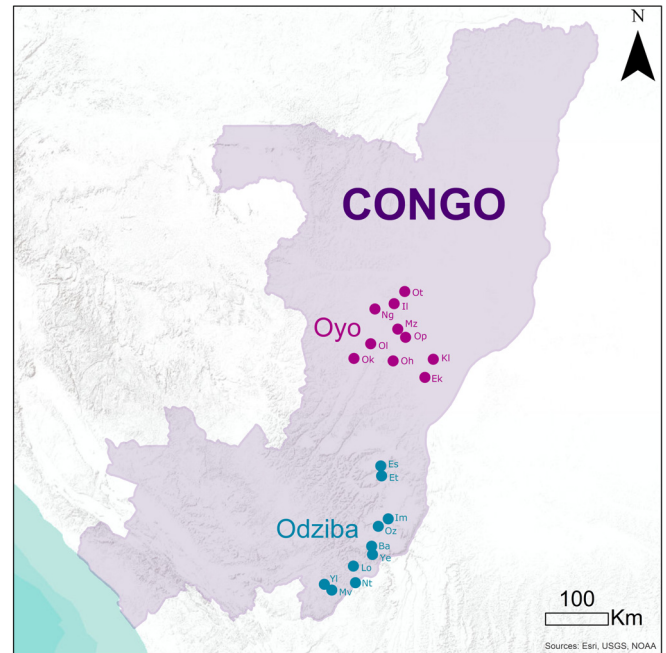 N
CONGO
Ot
Il
Ng
Mz
Oyo
Op
Ol
Ok
Oh
Kl
Ek
Es
Et
Im
Odziba
Oz
Ba
Ye
Lo
Yl
Nt
Mv
100
Km
Sources: Esri, USGS, NOAA